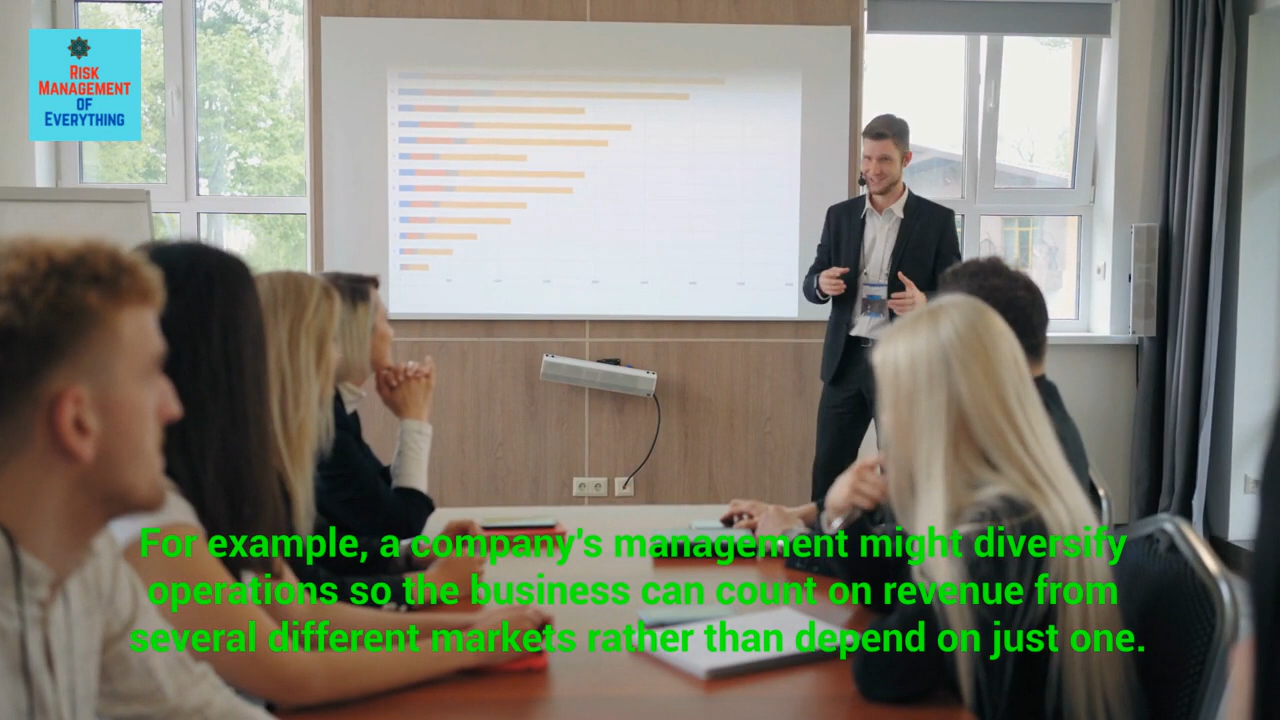 RISK
MANAGEMENT
OF
EVERYTHING
For example, a company's management might diversify
operations so the business can count on revenue from
several different markets rather than depend on just one.